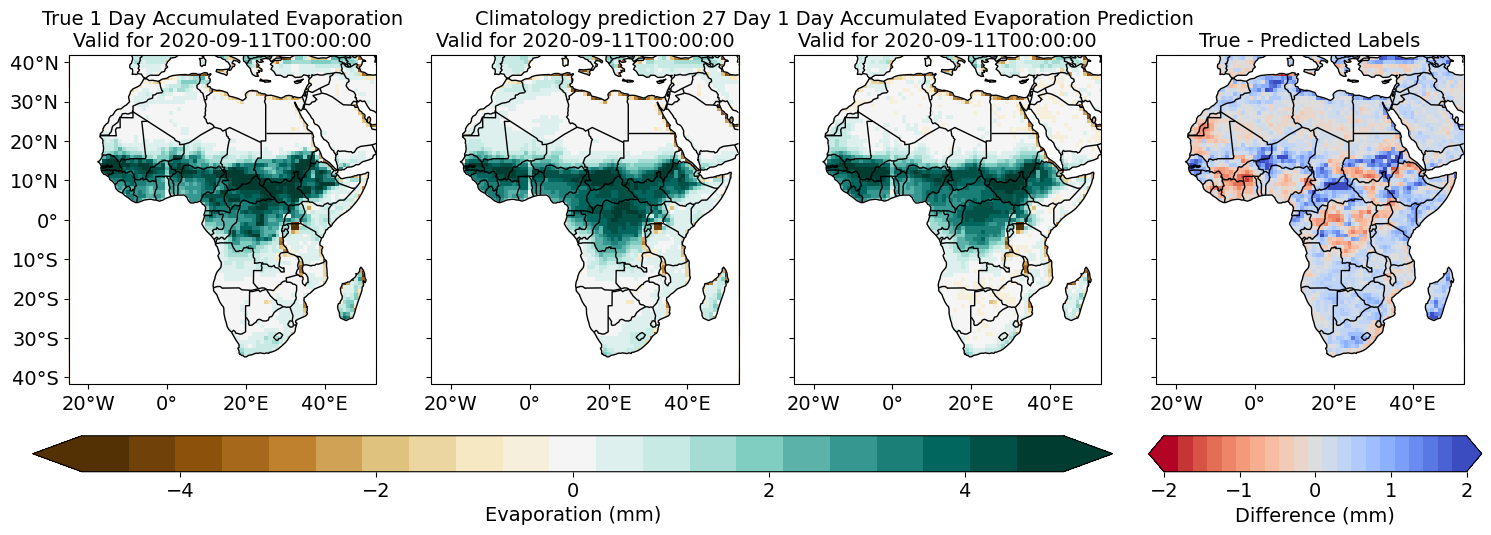 True 1 Day Accumulated Evaporation
Valid for 2020-09-11T00:00:00
Climatology prediction 27 Day 1 Day Accumulated Evaporation Prediction
Valid for 2020-09-11T00:00:00
Valid for 2020-09-11T00:00:00
True - Predicted Labels
40°N
30°N
20°N
10°N
0°
10°S
20°S
30°S
40°S
20°W 0° 20°E 40°E
20°W 0° 20°E 40°E
20°W 0° 20°E 40°E
20°W 0° 20°E 40°E
−4 −2 0 2 4
Evaporation (mm)
−2 −1 0 1 2
Difference (mm)